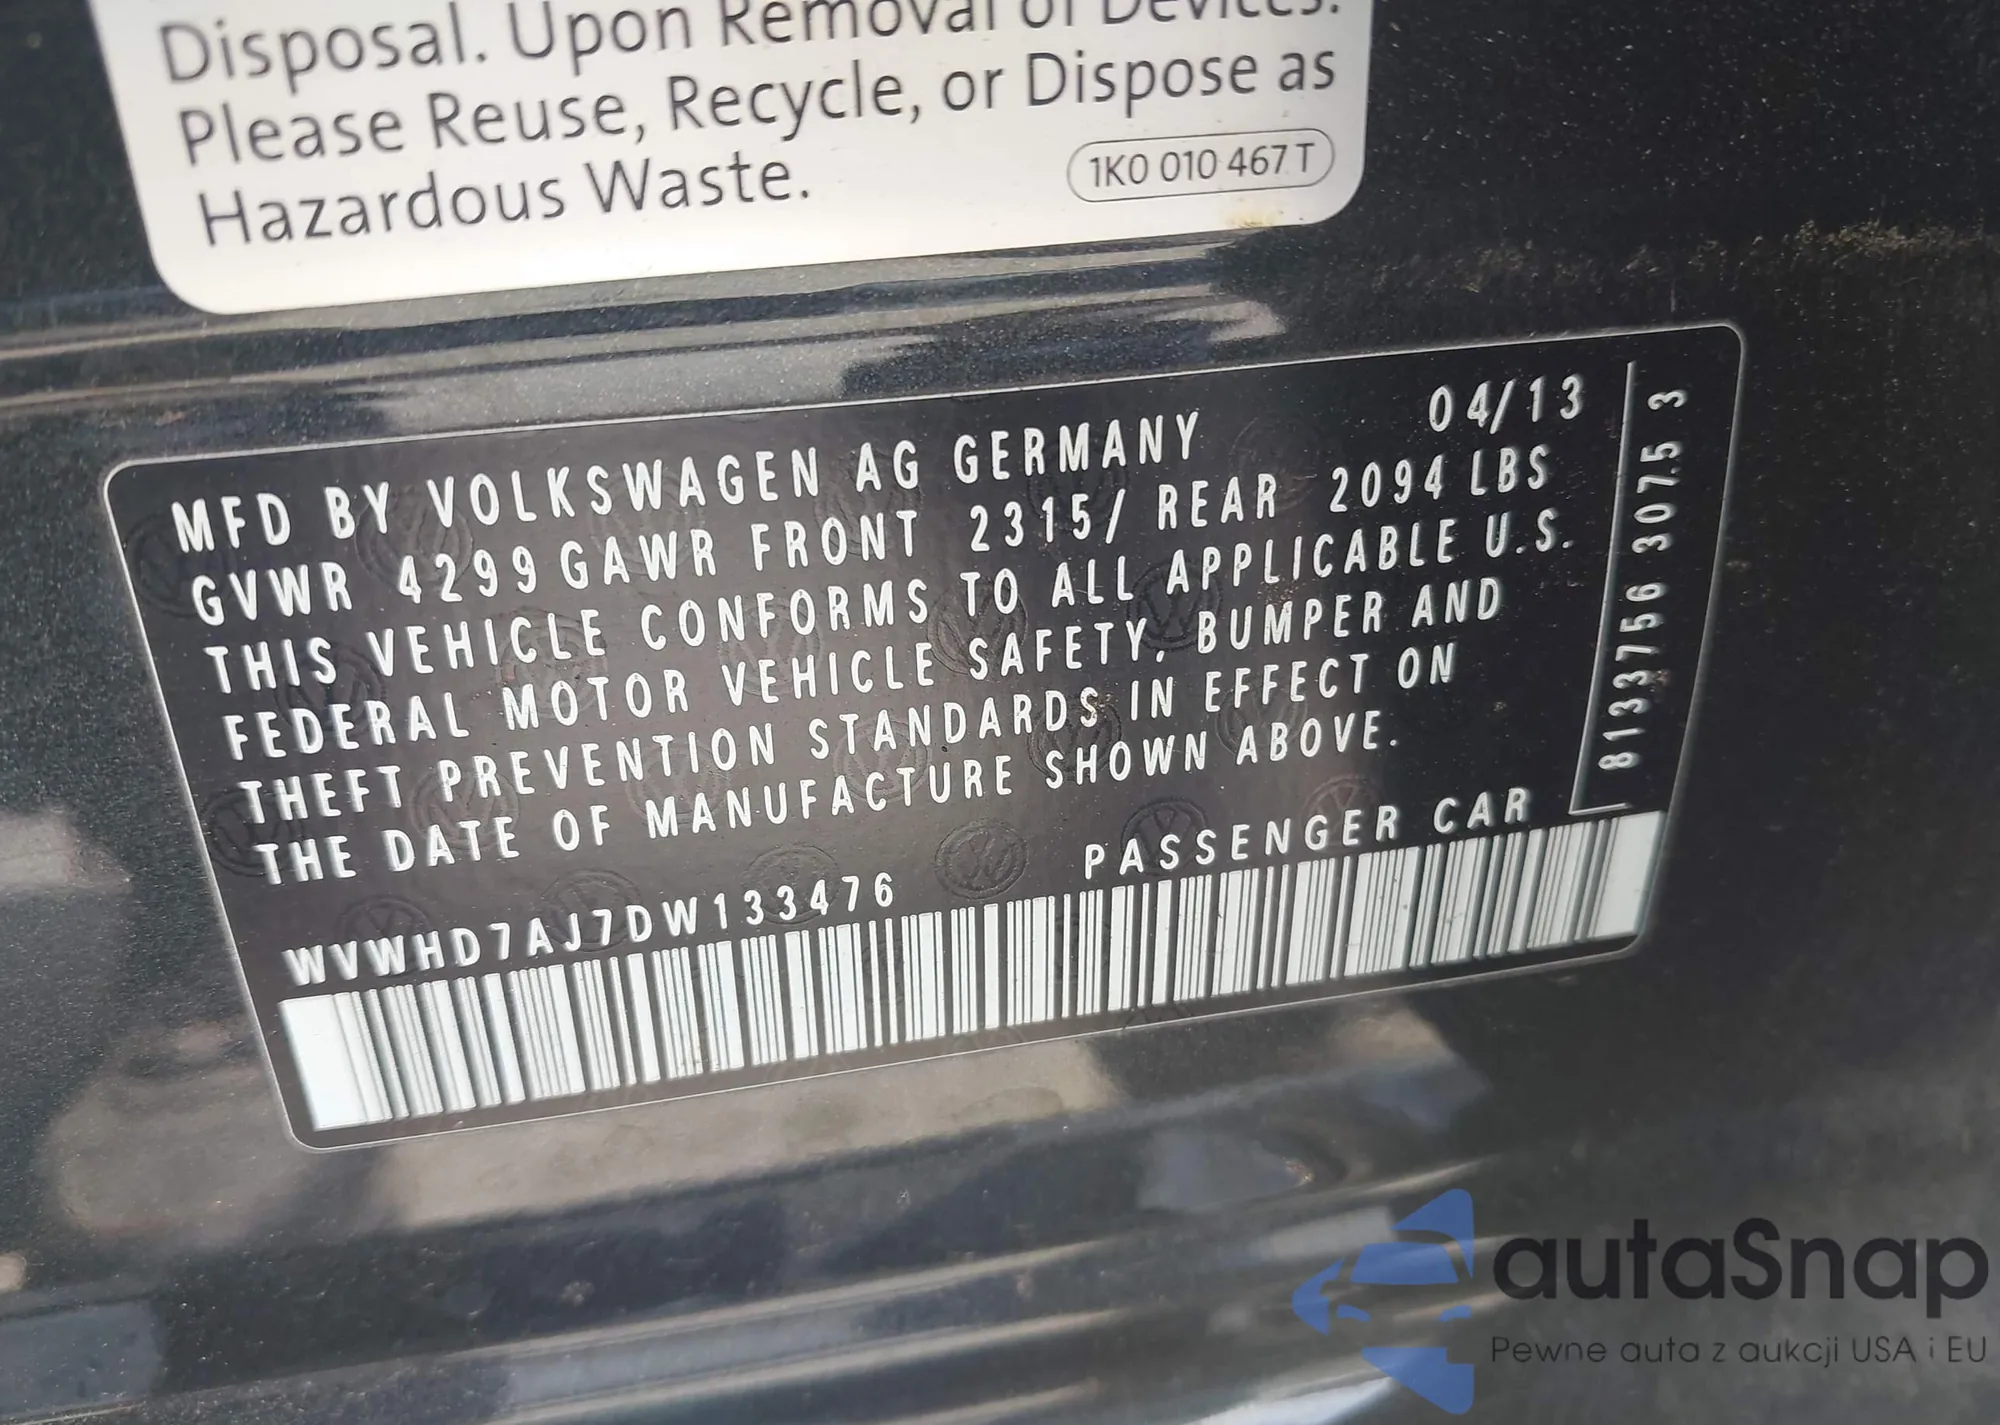 Disposal. Upon Removal of Devices.
Please Reuse, Recycle, or Dispose as
Hazardous Waste.
1K0 010 467 T
MFD BY VOLKSWAGEN AG GERMANY 04/13
GVWR 4299 GAWR FRONT 2315/ REAR 2094 LBS
THIS VEHICLE CONFORMS TO ALL APPLICABLE U.S.
FEDERAL MOTOR VEHICLE SAFETY, BUMPER AND
THEFT PREVENTION STANDARDS IN EFFECT ON
THE DATE OF MANUFACTURE SHOWN ABOVE.
WVWHD7AJ7DW133476 PASSENGER CAR
8133756 3075 3
autaSnap
Pewne auta z aukcji USA i EU